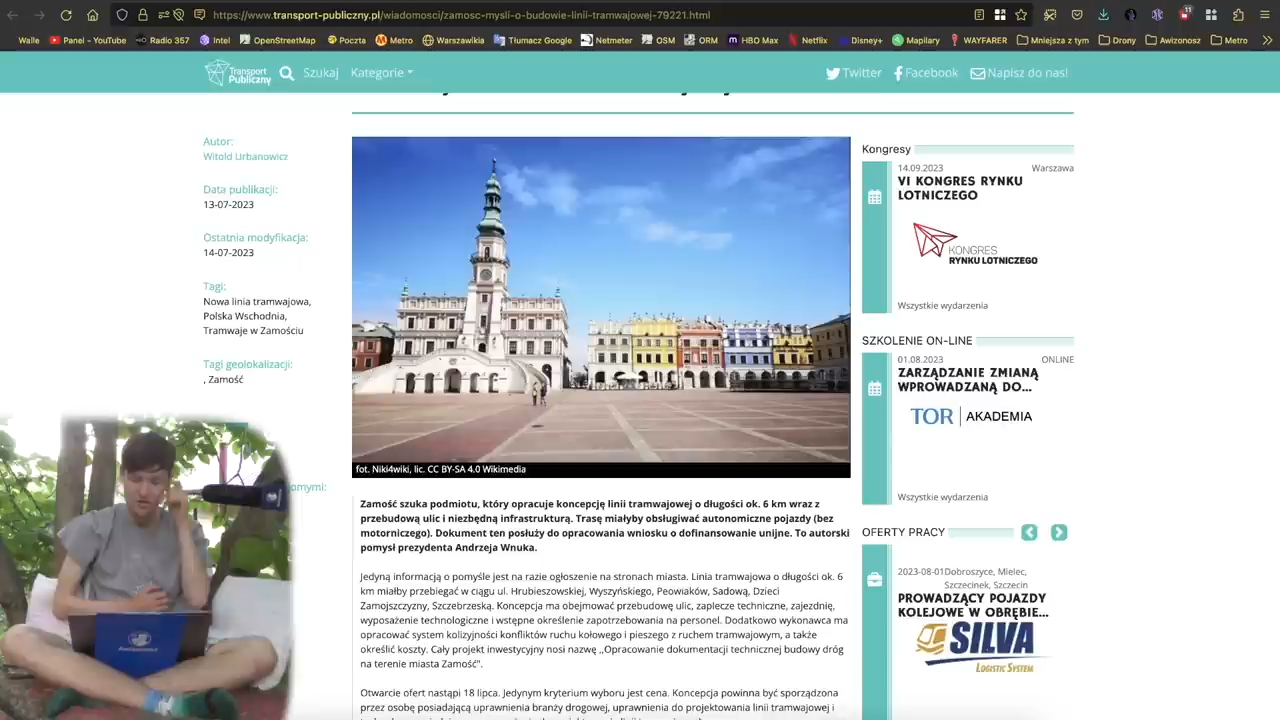 https://www.transport-publiczny.pl/wiadomosci/zamosc-mysli-o-budowie-linii-tramwajowej-79221.html
Walle
Panel - YouTube
Radio 357
Intel
OpenStreetMap
Poczta
Metro
Warszawikia
Tłumacz Google
Netmeter
OSM
ORM
HBO Max
Netflix
Disney+
Mapilary
WAYFARER
Mniejsza z tym
Drony
Awizonosz
Metro
Transport
Publiczny
Szukaj
Kategorie
Twitter
Facebook
Napisz do nas!
Autor:
Witold Urbanowicz
Data publikacji:
13-07-2023
Ostatnia modyfikacja:
14-07-2023
Tagi:
Nowa linia tramwajowa,
Polska Wschodnia,
Tramwaje w Zamościu
Tagi geolokalizacji:
, Zamość
omymi:
fot. Niki4wiki, lic. CC BY-SA 4.0 Wikimedia
Zamość szuka podmiotu, który opracuje koncepcję linii tramwajowej o długości ok. 6 km wraz z
przebudową ulic i niezbędną infrastrukturą. Trasę miałyby obsługiwać autonomiczne pojazdy (bez
motorniczego). Dokument ten posłuży do opracowania wniosku o dofinansowanie unijne. To autorski
pomysł prezydenta Andrzeja Wnuka.
Jedyną informacją o pomyśle jest na razie ogłoszenie na stronach miasta. Linia tramwajowa o długości ok. 6
km miałby przebiegać w ciągu ul. Hrubieszowskiej, Wyszyńskiego, Peowiaków, Sadową, Dzieci
Zamojszczyzny, Szczebrzeską. Koncepcja ma obejmować przebudowę ulic, zaplecze techniczne, zajezdnię,
wyposażenie technologiczne i wstępne określenie zapotrzebowania na personel. Dodatkowo wykonawca ma
opracować system kolizyjności konfliktów ruchu kołowego i pieszego z ruchem tramwajowym, a także
określić koszty. Cały projekt inwestycyjny nosi nazwę ,,Opracowanie dokumentacji technicznej budowy dróg
na terenie miasta Zamość".
Otwarcie ofert nastąpi 18 lipca. Jedynym kryterium wyboru jest cena. Koncepcja powinna być sporządzona
przez osobę posiadającą uprawnienia branży drogowej, uprawnienia do projektowania linii tramwajowej i
Kongresy
14.09.2023 Warszawa
VI KONGRES RYNKU
LOTNICZEGO
KONGRES
RYNKU LOTNICZEGO
Wszystkie wydarzenia
SZKOLENIE ON-LINE
01.08.2023 ONLINE
ZARZĄDZANIE ZMIANĄ
WPROWADZANĄ DO...
TOR | AKADEMIA
Wszystkie wydarzenia
OFERTY PRACY
2023-08-01 Dobroszyce, Mielec,
Szczecinek, Szczecin
PROWADZĄCY POJAZDY
KOLEJOWE W OBRĘBIE...
SILVA
LOGISTIC SYSTEM